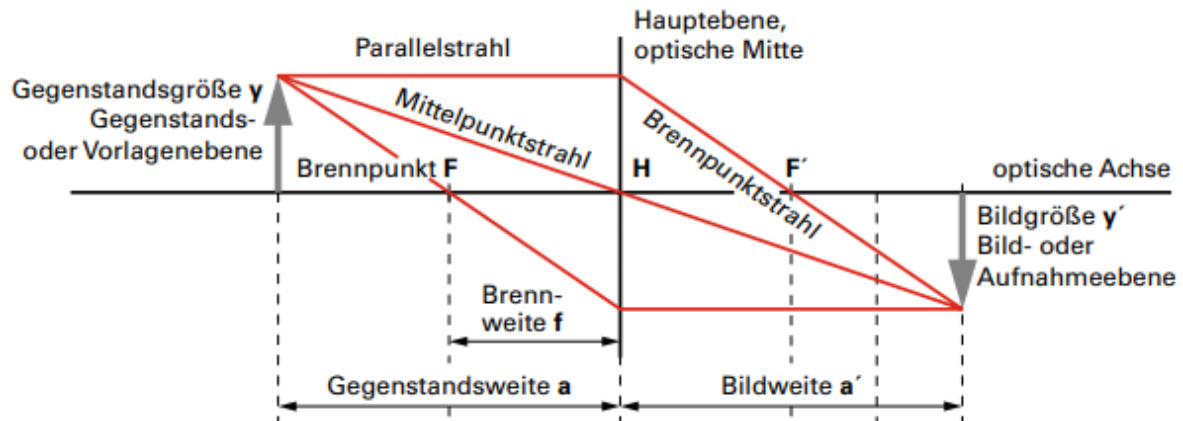 Hauptebene,
optische Mitte
Parallelstrahl
Gegenstandsgröße y
Gegenstands-
oder Vorlagenebene
Mittelpunktstrahl
Brennpunktstrahl
Brennpunkt F
H
F´
optische Achse
Bildgröße y´
Bild- oder
Aufnahmeebene
Brenn-
weite f
Gegenstandsweite a
Bildweite a´